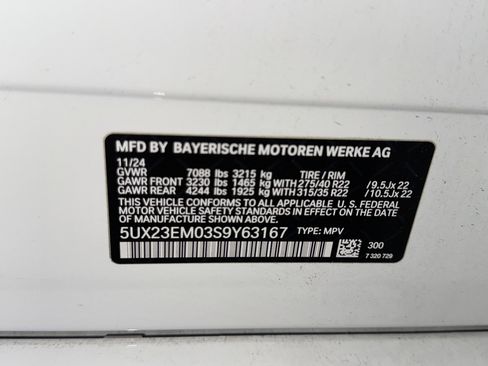 MFD BY BAYERISCHE MOTOREN WERKE AG
11/24
GVWR 7088 lbs 3215 kg TIRE / RIM
GAWR FRONT 3230 lbs 1465 kg WITH 275/40 R22 / 9.5Jx 22
GAWR REAR 4244 lbs 1925 kg WITH 315/35 R22 / 10.5Jx 22
THIS VEHICLE CONFORMS TO ALL APPLICABLE U. S. FEDERAL
MOTOR VEHICLE SAFETY STANDARDS IN EFFECT ON THE DATE
OF MANUFACTURE SHOWN ABOVE.
5UX23EM03S9Y63167 TYPE: MPV
300
7 320 729